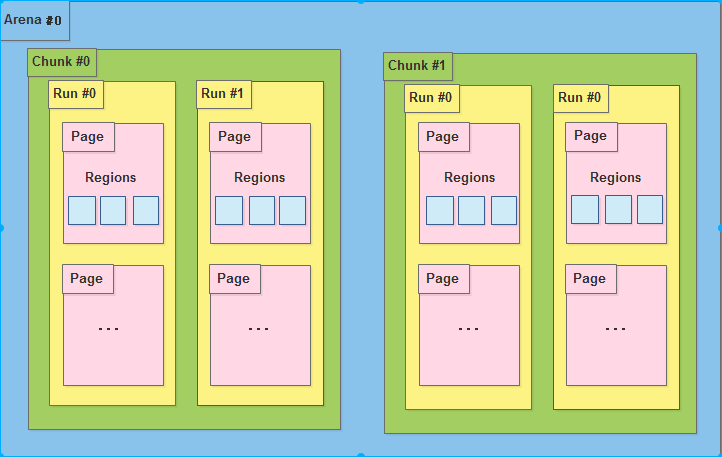 Arena #0
Chunk #0
Run #0
Page
Regions
Page
...
Run #1
Page
Regions
Page
...
Chunk #1
Run #0
Page
Regions
Page
...
Run #0
Page
Regions
Page
...